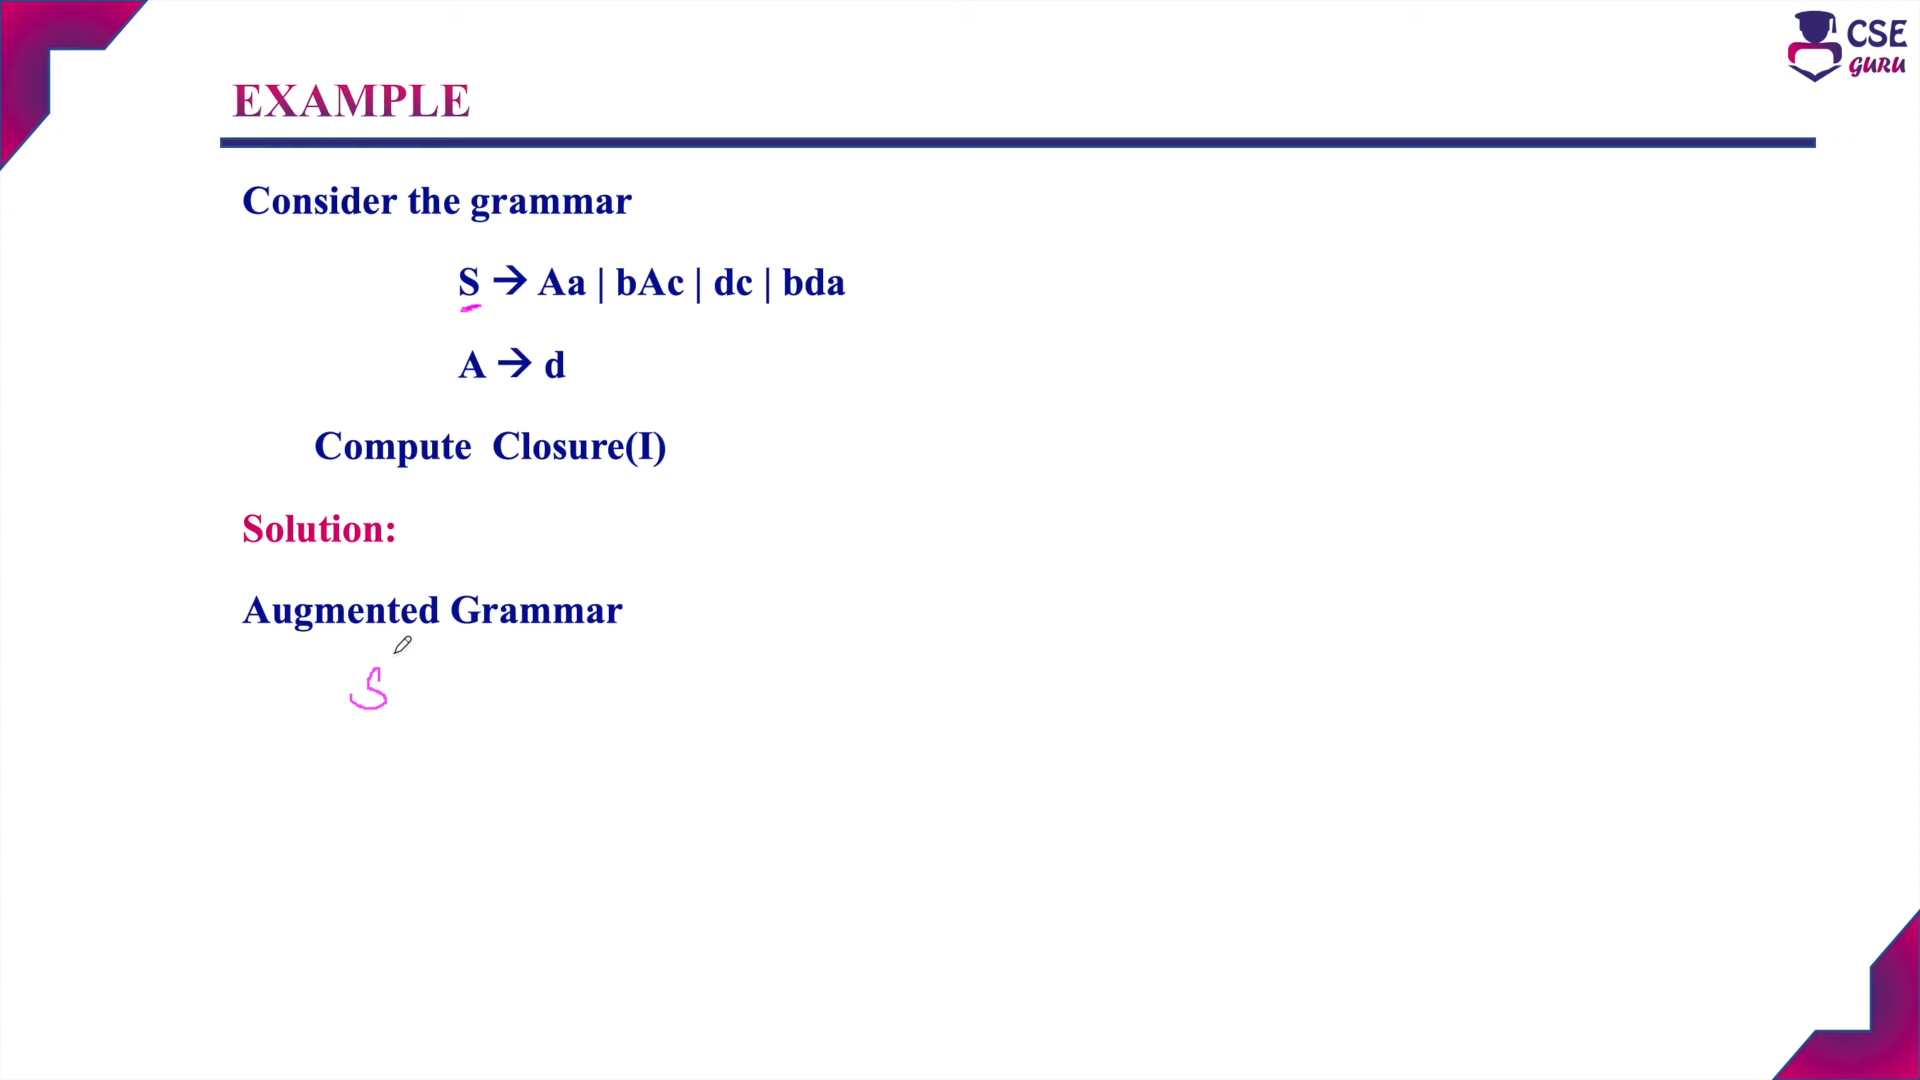 CSE
GURU
EXAMPLE
Consider the grammar
S → Aa | bAc | dc | bda
A → d
Compute Closure(I)
Solution:
Augmented Grammar
S